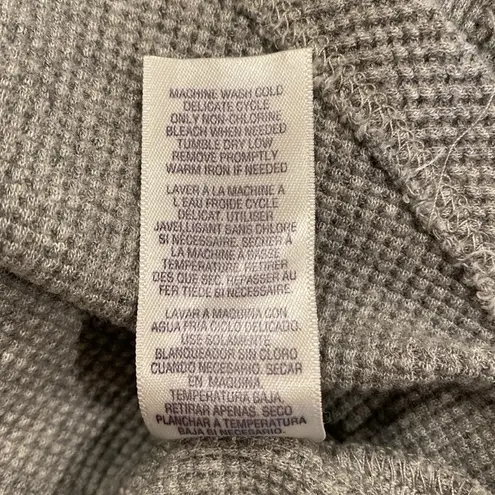 MACHINE WASH COLD
DELICATE CYCLE
ONLY NON-CHLORINE
BLEACH WHEN NEEDED
TUMBLE DRY LOW
REMOVE PROMPTLY
WARM IRON IF NEEDED
LAVER A LA MACHINE A
L EAU FROIDE CYCLE
DELICAT. UTILISER
JAVELLISANT SANS CHLORE
SI NECESSAIRE. SECHER A
LA MACHINE A BASSE
TEMPERATURE. RETIRER
DES QUE SEC. REPASSER AU
FER TIEDE SI NECESSAIRE.
LAVAR A MAQUINA CON
AGUA FRIA CICLO DELICADO.
USE SOLAMENTE
BLANQUEADOR SIN CLORO
CUANDO NECESARIO. SECAR
EN MAQUINA.
TEMPERATURA BAJA.
RETIRAR APENAS. SECO
PLANCHAR A TEMPERATURA
BAJA SI NECESARIO.